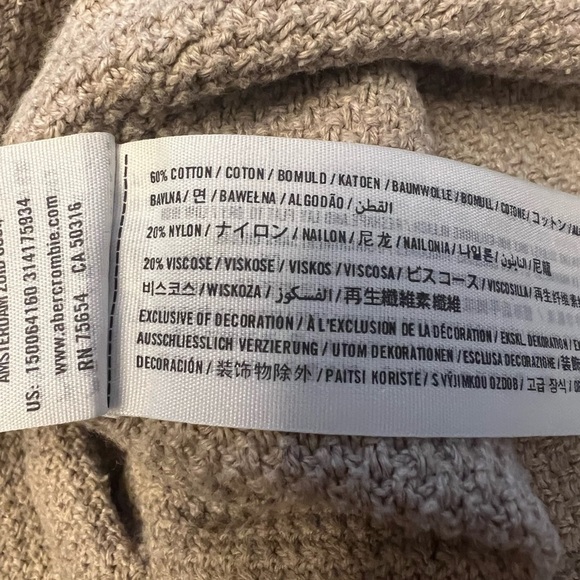 AMSTERDAM
US: 150064160 314175934
www.abercrombie.com
RN 75654 CA 50316
60% COTTON / COTON / BOMULD / KATOEN / BAUMWOLLE / BOMULL / COTONE / コットン /
BAVLNA / 면 / BAWEŁNA / ALGODÃO / القطن
20% NYLON / ナイロン / NAILON / 尼龙 / NAILONIA / 나일론 / النايلون / 尼龍
20% VISCOSE / VISKOSE / VISKOS / VISCOSA / ビスコース / VISCOSILLA / 再生纤维素
비스코스 / WISKOZA / الفسكوز / 再生纖維素纖維
EXCLUSIVE OF DECORATION / À L'EXCLUSION DE LA DÉCORATION / EKSKL. DEKORATION /
AUSSCHLIESSLICH VERZIERUNG / UTOM DEKORATIONEN / ESCLUSA DECORAZIONE / 装飾
DECORACIÓN / 装饰物除外 / PAITSI KORISTE / S VÝJIMKOU OZDOB / 고급 장식 /